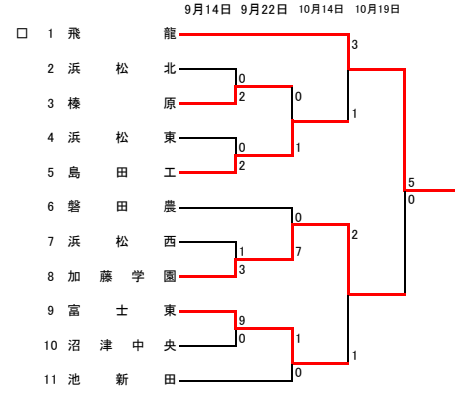 9月14日 9月22日 10月14日 10月19日
□ 1 飛龍
3
2 浜松北
0
2 0
3 榛原
1
4 浜松東
0 1
2
5 島田工
5
0
6 磐田農
0
2
7 浜松西
1 7
3
8 加藤学園
9 富士東
9
0 1
10 沼津中央
1
0
11 池新田